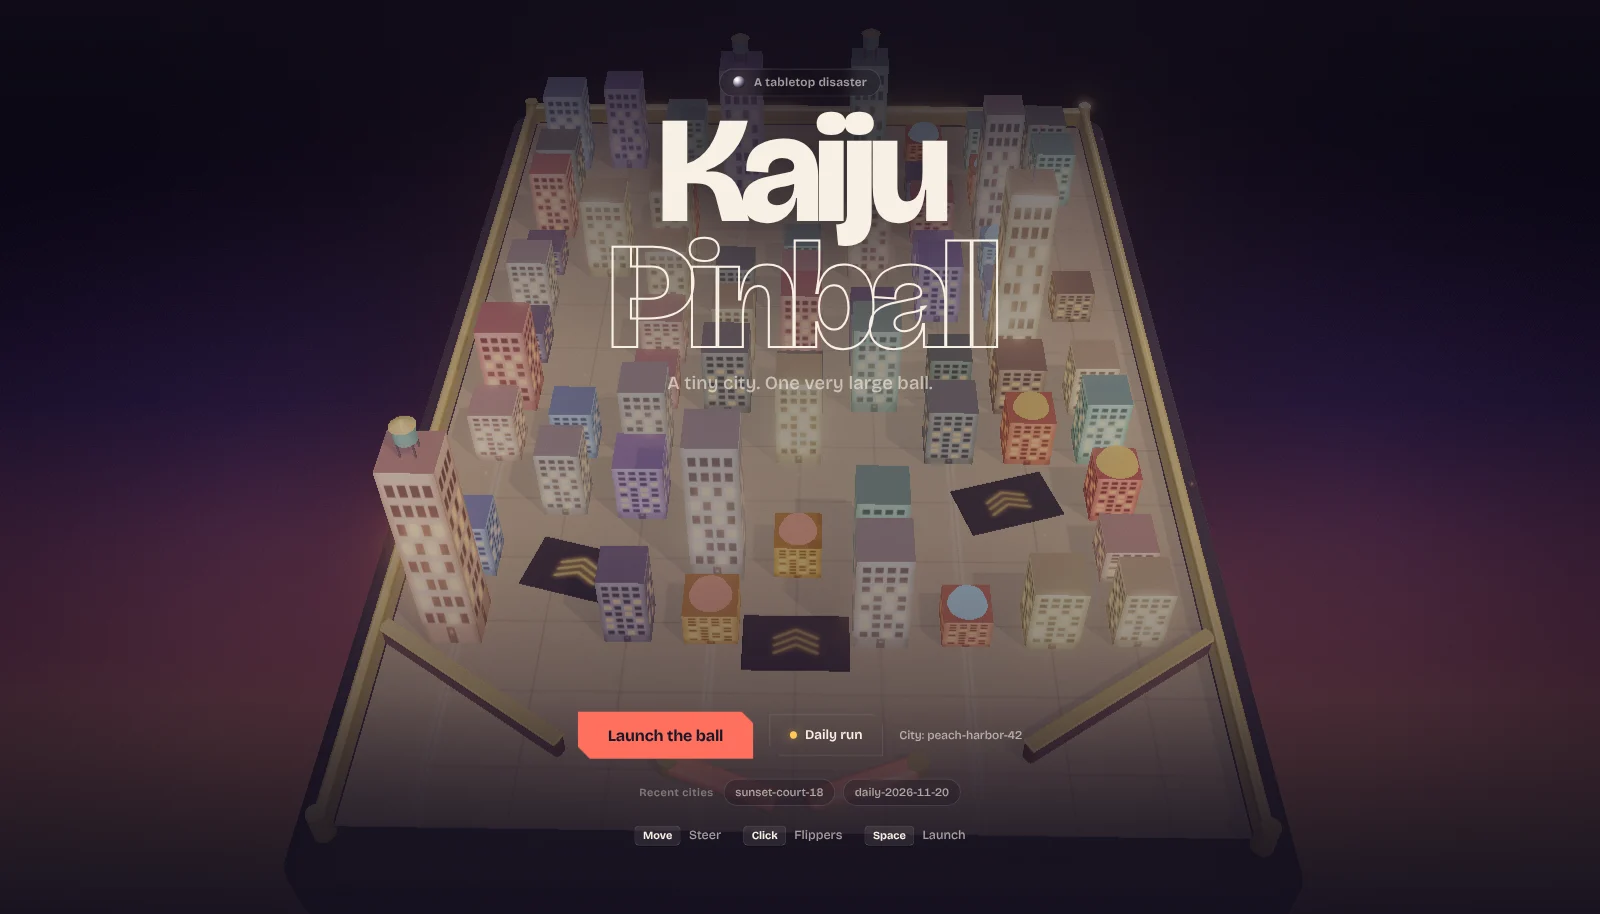 A tabletop disaster
Kaiju
Pinball
A tiny city. One very large ball.
Launch the ball
Daily run
City: peach-harbor-42
Recent cities sunset-court-18 daily-2026-11-20
Move Steer Click Flippers Space Launch